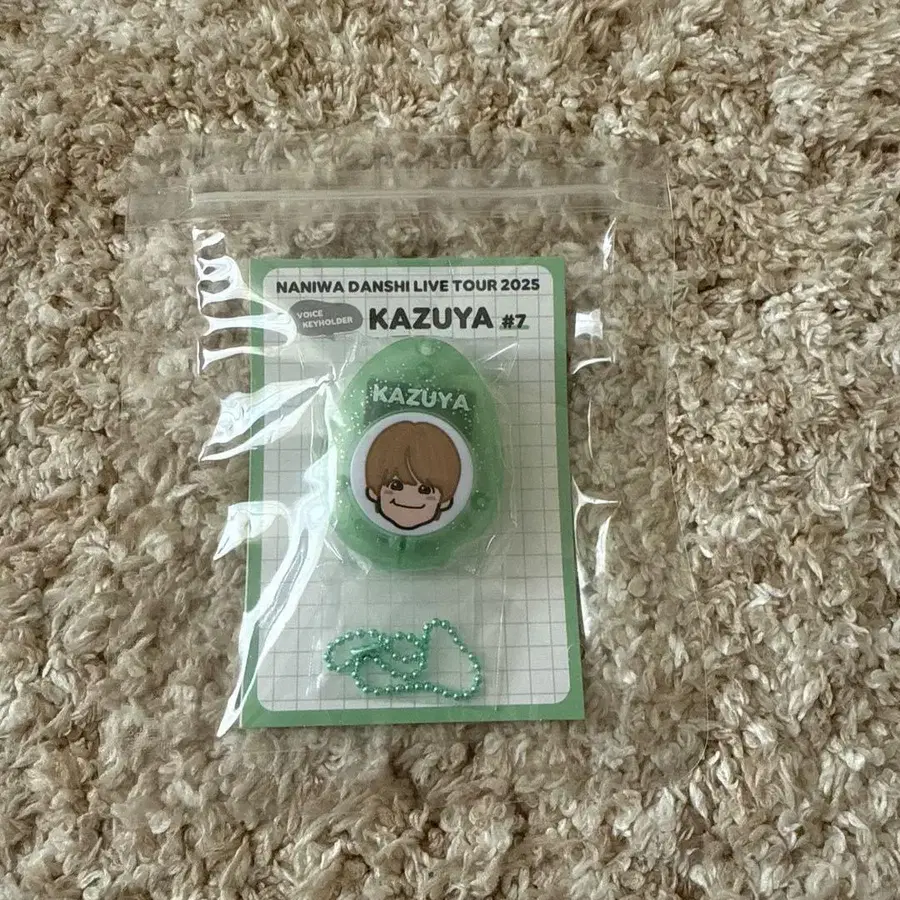 NANIWA DANSHI LIVE TOUR 2025
VOICE
KEYHOLDER
KAZUYA #7
KAZUYA